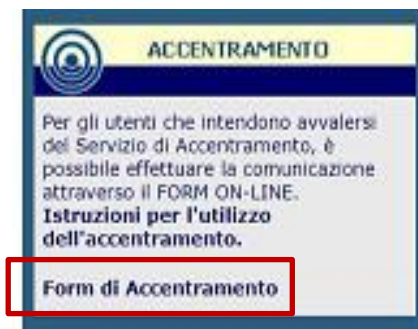 ACCENTRAMENTO
Per gli utenti che intendono avvalersi
del Servizio di Accentramento, è
possibile effettuare la comunicazione
attraverso il FORM ON-LINE.
Istruzioni per l'utilizzo
dell'accentramento.
Form di Accentramento